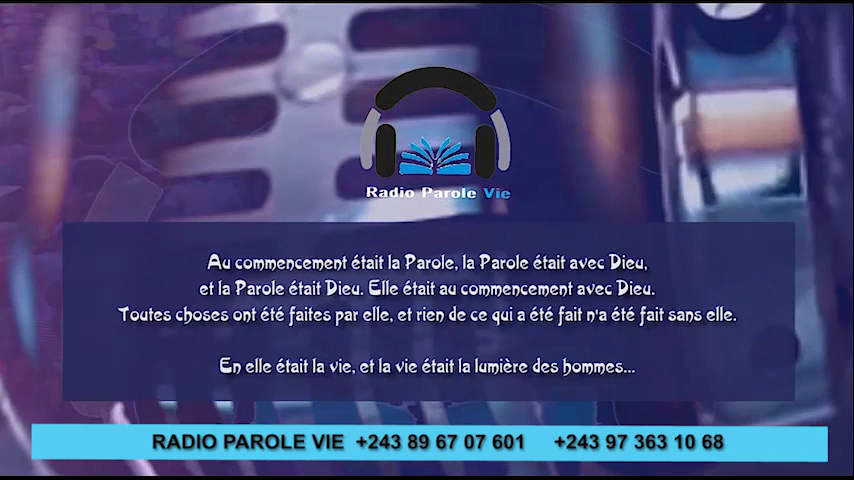 Radio Parole Vie
Au commencement était la Parole, la Parole était avec Dieu,
et la Parole était Dieu. Elle était au commencement avec Dieu.
Toutes choses ont été faites par elle, et rien de ce qui a été fait n'a été fait sans elle.
En elle était la vie, et la vie était la lumière des hommes...
RADIO PAROLE VIE +243 89 67 07 601 +243 97 363 10 68